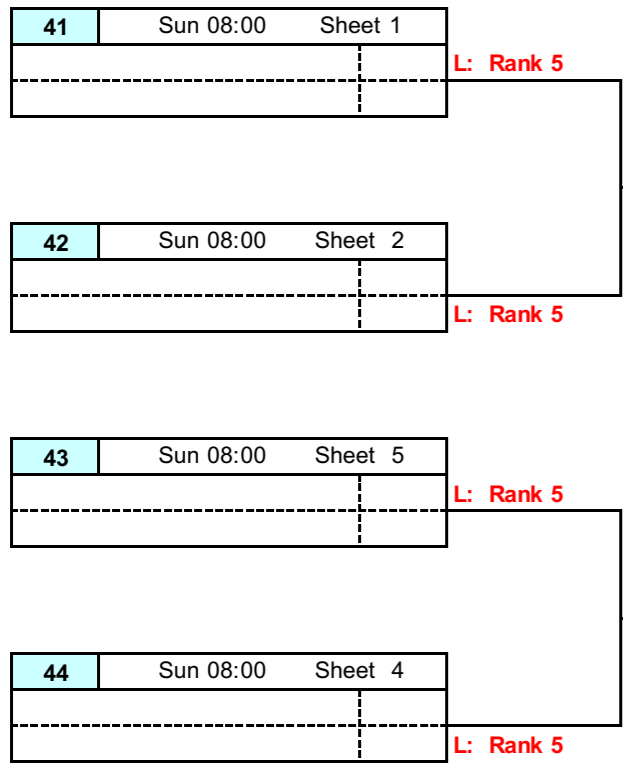 41 Sun 08:00 Sheet 1
L: Rank 5
42 Sun 08:00 Sheet 2
L: Rank 5
43 Sun 08:00 Sheet 5
L: Rank 5
44 Sun 08:00 Sheet 4
L: Rank 5